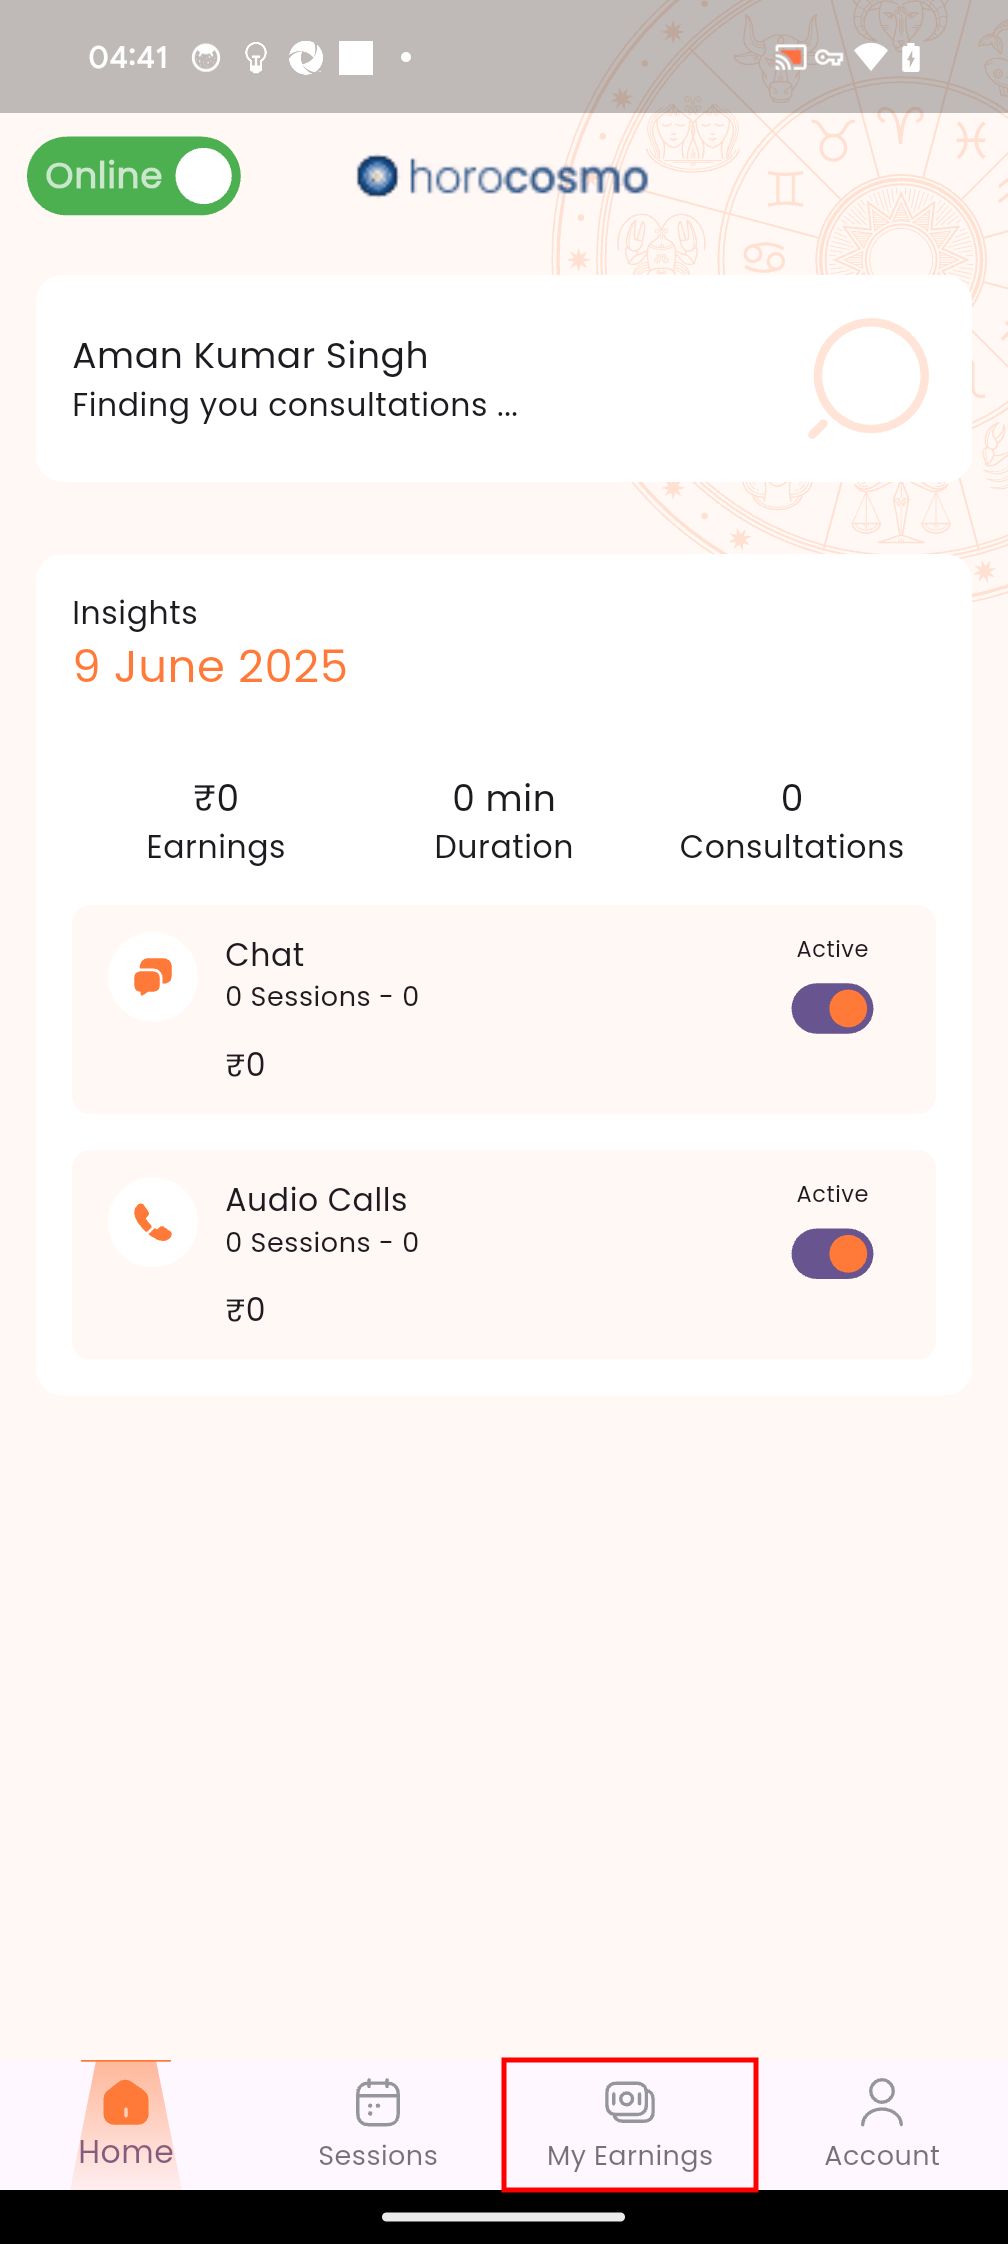 04:41
Online
horocosmo
Aman Kumar Singh
Finding you consultations ...
Insights
9 June 2025
₹0
0 min
0
Earnings
Duration
Consultations
Chat
Active
0 Sessions - 0
₹0
Audio Calls
Active
0 Sessions - 0
₹0
Home
Sessions
My Earnings
Account